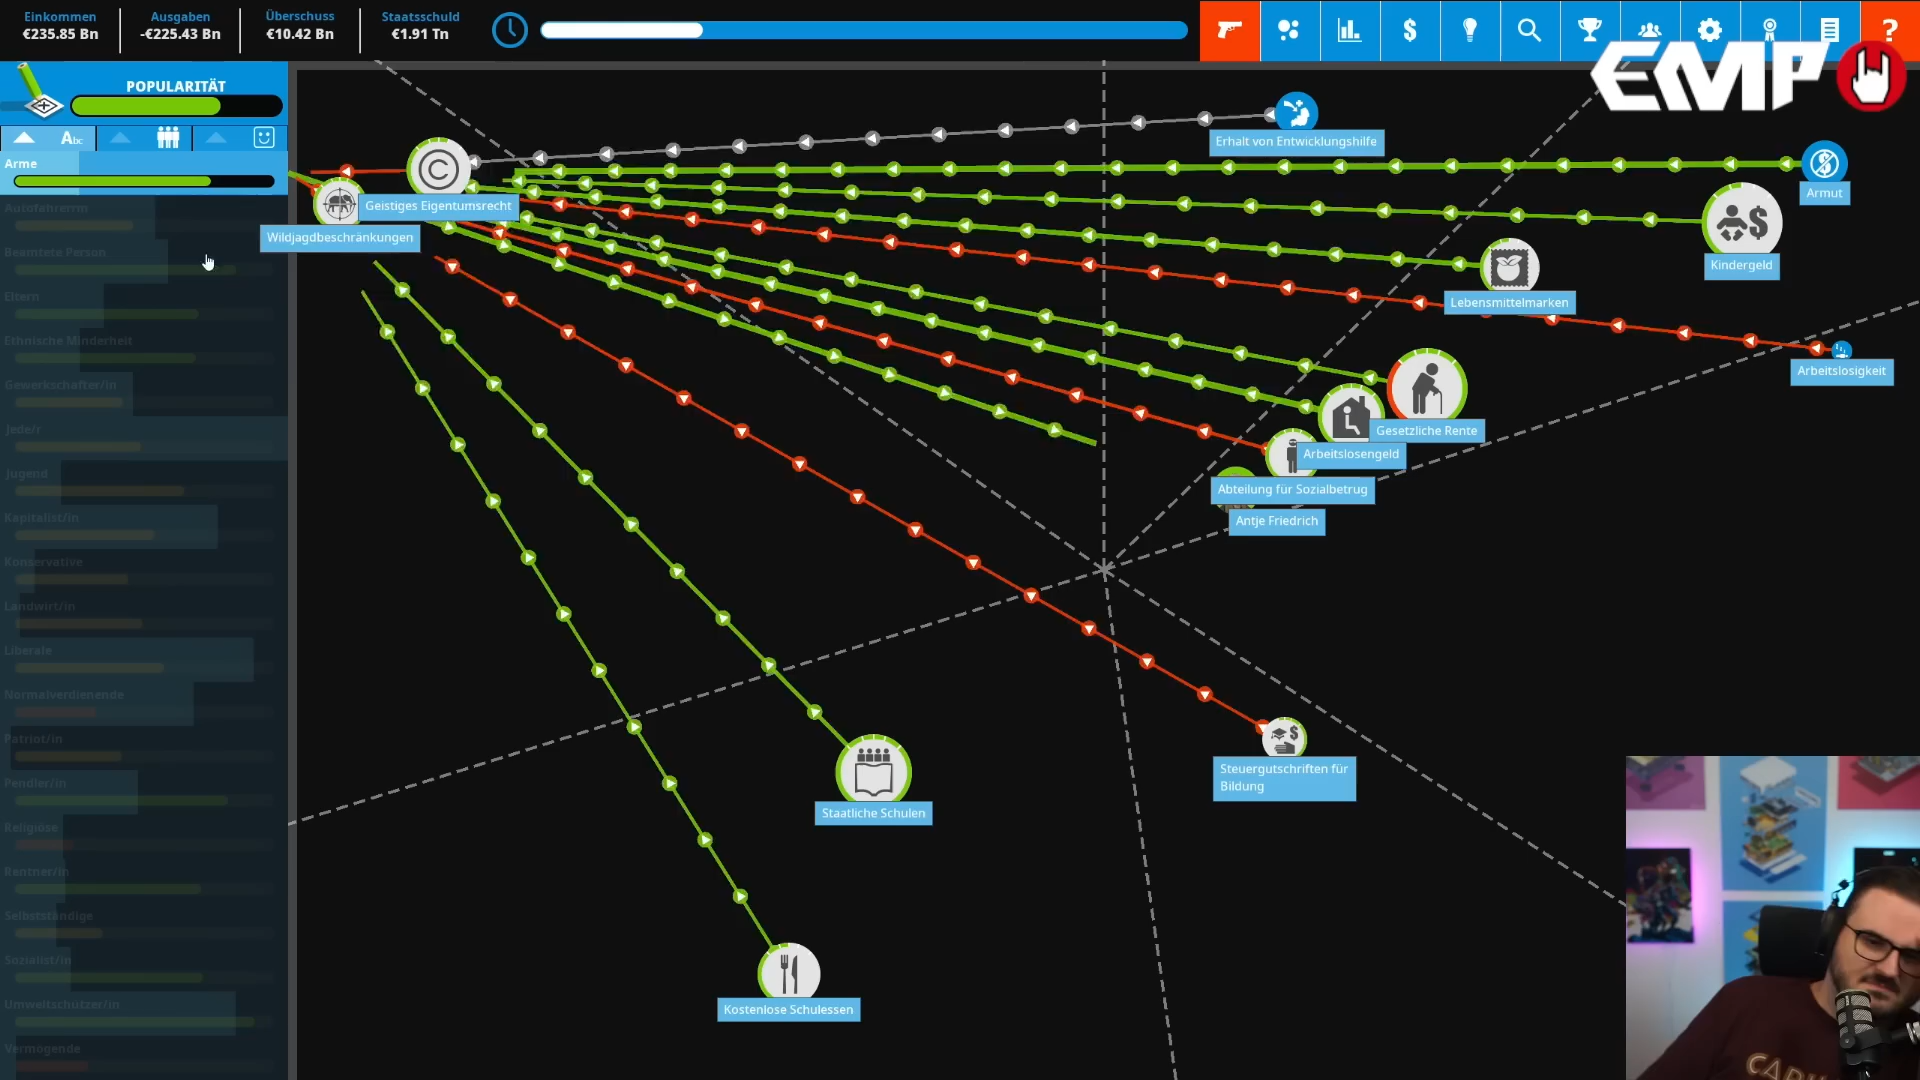 Einkommen
€235.85 Bn
Ausgaben
-€225.43 Bn
Überschuss
€10.42 Bn
Staatsschuld
€1.91 Tn
?
EMP
POPULARITÄT
Abc
Arme
Autofahrerrn
Beamtete Person
Eltern
Ethnische Minderheit
Gewerkschafter/in
Jede/r
Jugend
Kapitalist/in
Konservative
Landwirt/in
Liberale
Normalverdienende
Patriot/in
Pendler/in
Religiöse
Rentner/in
Selbstständige
Sozialist/in
Umweltschützer/in
Vermögende
Erhalt von Entwicklungshilfe
Armut
Geistiges Eigentumsrecht
Wildjagdbeschränkungen
Kindergeld
Lebensmittelmarken
Arbeitslosigkeit
Gesetzliche Rente
Arbeitslosengeld
Abteilung für Sozialbetrug
Antje Friedrich
Steuergutschriften für
Bildung
Staatliche Schulen
Kostenlose Schulessen